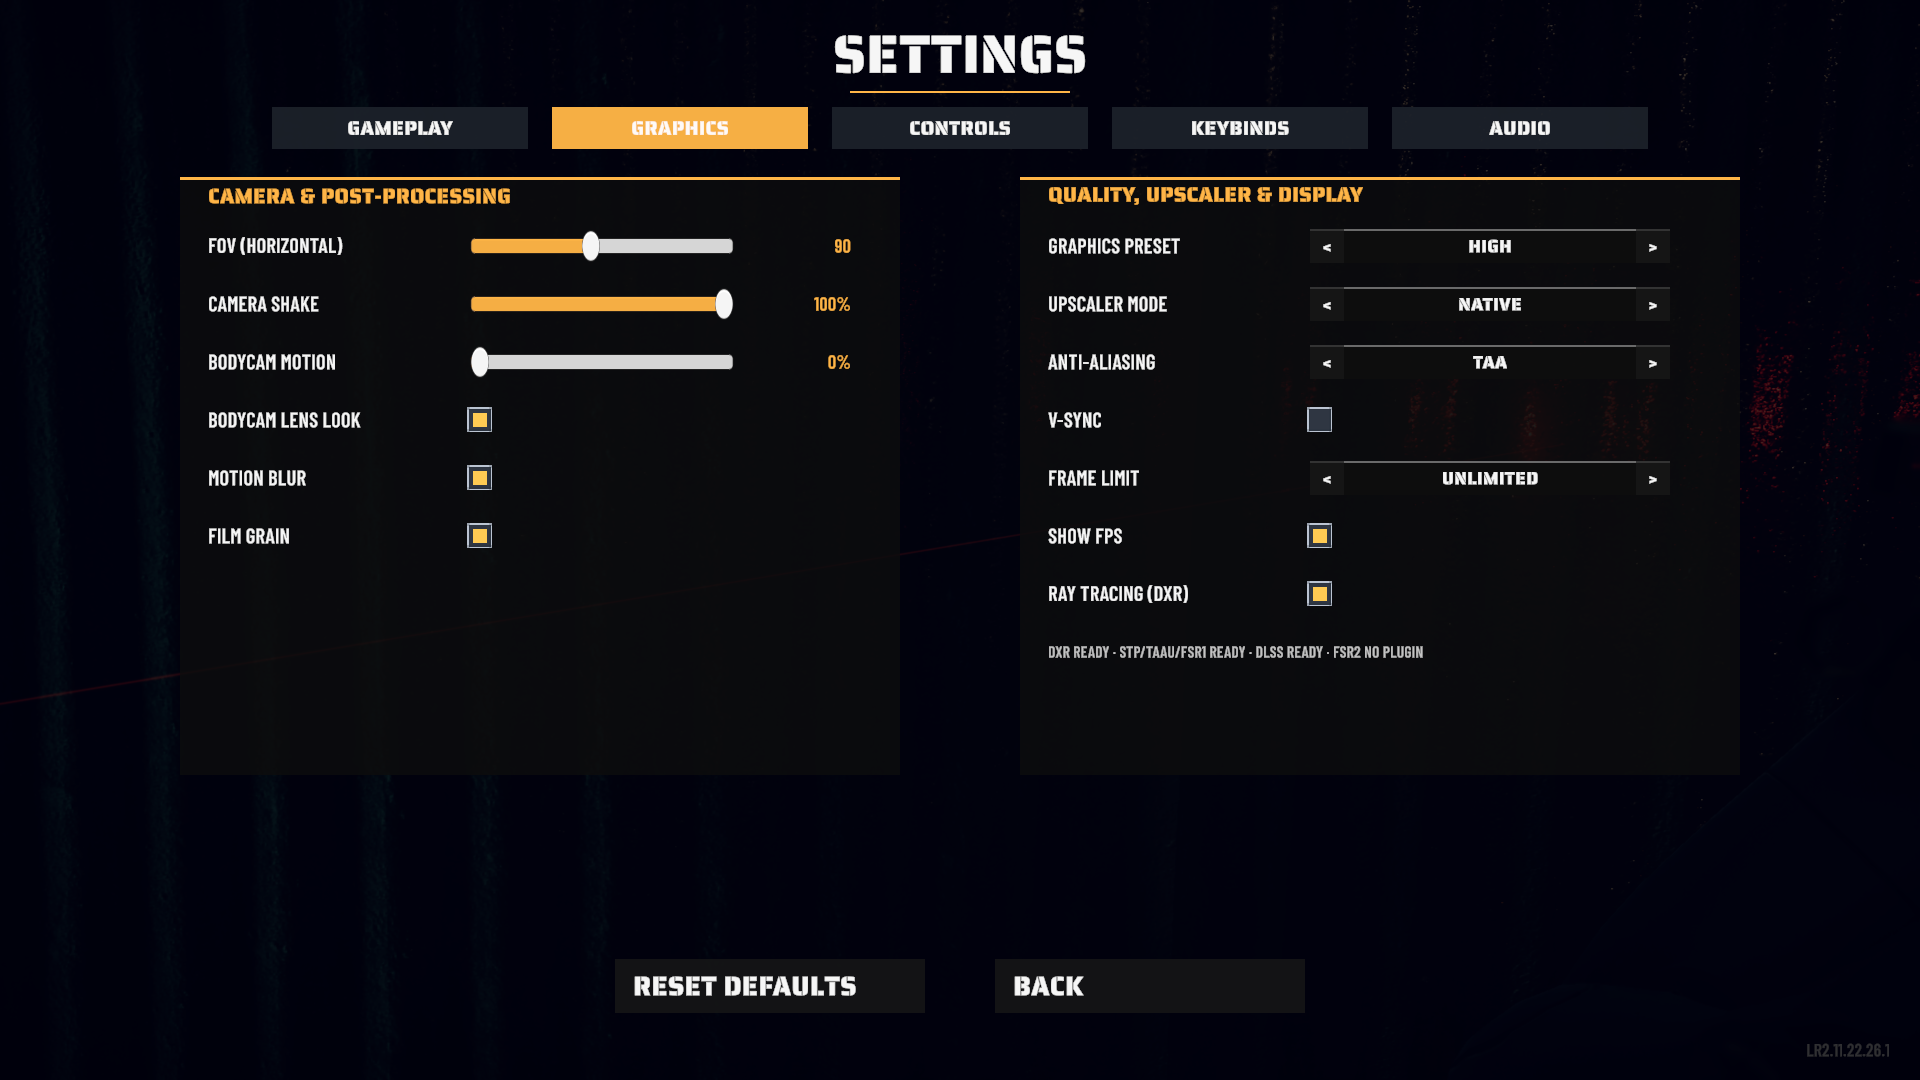 SETTINGS
GAMEPLAY
GRAPHICS
CONTROLS
KEYBINDS
AUDIO
CAMERA & POST-PROCESSING
FOV (HORIZONTAL)
90
CAMERA SHAKE
100%
BODYCAM MOTION
0%
BODYCAM LENS LOOK
MOTION BLUR
FILM GRAIN
QUALITY, UPSCALER & DISPLAY
GRAPHICS PRESET
< HIGH >
UPSCALER MODE
< NATIVE >
ANTI-ALIASING
< TAA >
V-SYNC
FRAME LIMIT
< UNLIMITED >
SHOW FPS
RAY TRACING (DXR)
DXR READY · STP/TAAU/FSR1 READY · DLSS READY · FSR2 NO PLUGIN
RESET DEFAULTS
BACK
LR2.11.22.26.1